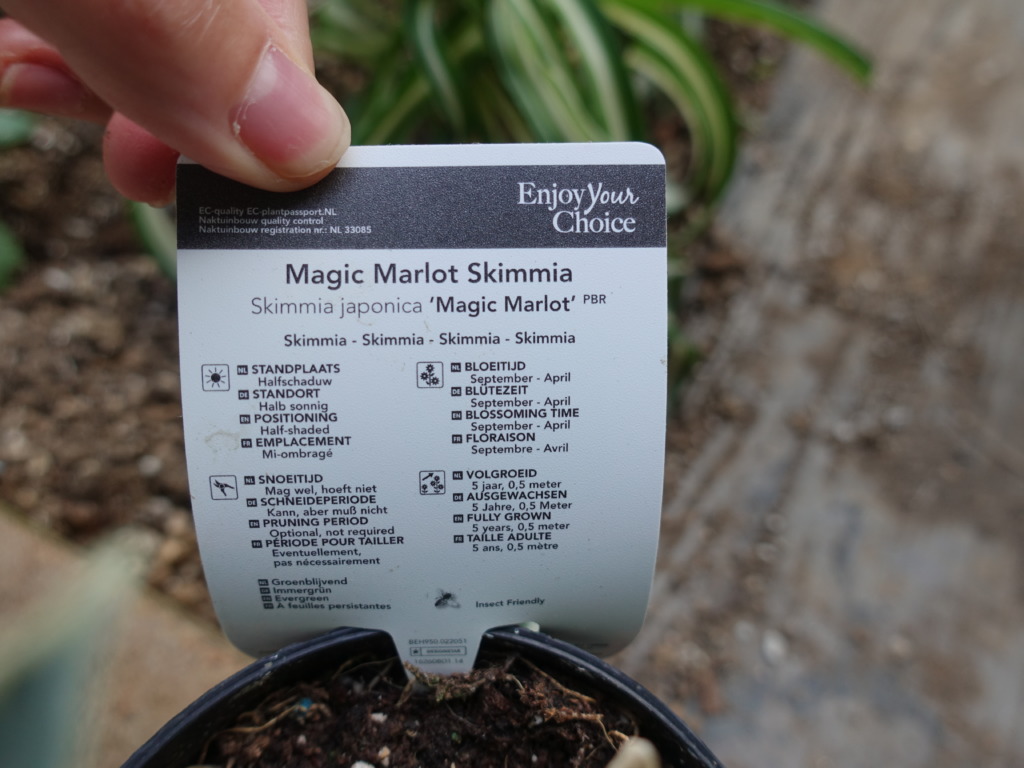 EC-quality EC-plantpassport.NL
Naktuinbouw quality control
Naktuinbouw registration nr.: NL 33085
Enjoy Your
Choice
Magic Marlot Skimmia
Skimmia japonica 'Magic Marlot' PBR
Skimmia - Skimmia - Skimmia - Skimmia
NL STANDPLAATS
Halfschaduw
DE STANDORT
Halb sonnig
EN POSITIONING
Half-shaded
FR EMPLACEMENT
Mi-ombragé
NL BLOEITIJD
September - April
DE BLÜTEZEIT
September - April
EN BLOSSOMING TIME
September - April
FR FLORAISON
Septembre - Avril
NL SNOEITIJD
Mag wel, hoeft niet
DE SCHNEIDEPERIODE
Kann, aber muß nicht
EN PRUNING PERIOD
Optional, not required
FR PÉRIODE POUR TAILLER
Eventuellement,
pas nécessairement
NL VOLGROEID
5 jaar, 0,5 meter
DE AUSGEWACHSEN
5 Jahre, 0,5 Meter
EN FULLY GROWN
5 years, 0,5 meter
FR TAILLE ADULTE
5 ans, 0,5 mètre
NL Groenblijvend
DE Immergrün
EN Evergreen
FR À feuilles persistantes
Insect Friendly